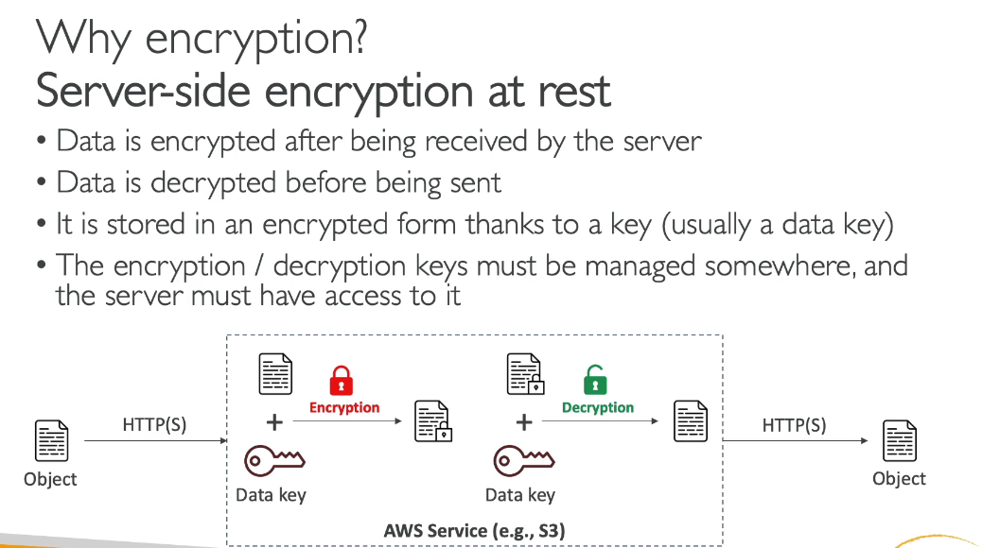 Why encryption?
Server-side encryption at rest
• Data is encrypted after being received by the server
• Data is decrypted before being sent
• It is stored in an encrypted form thanks to a key (usually a data key)
• The encryption / decryption keys must be managed somewhere, and
the server must have access to it
Object
HTTP(S)
+
Encryption
Data key
+
Decryption
Data key
AWS Service (e.g., S3)
HTTP(S)
Object